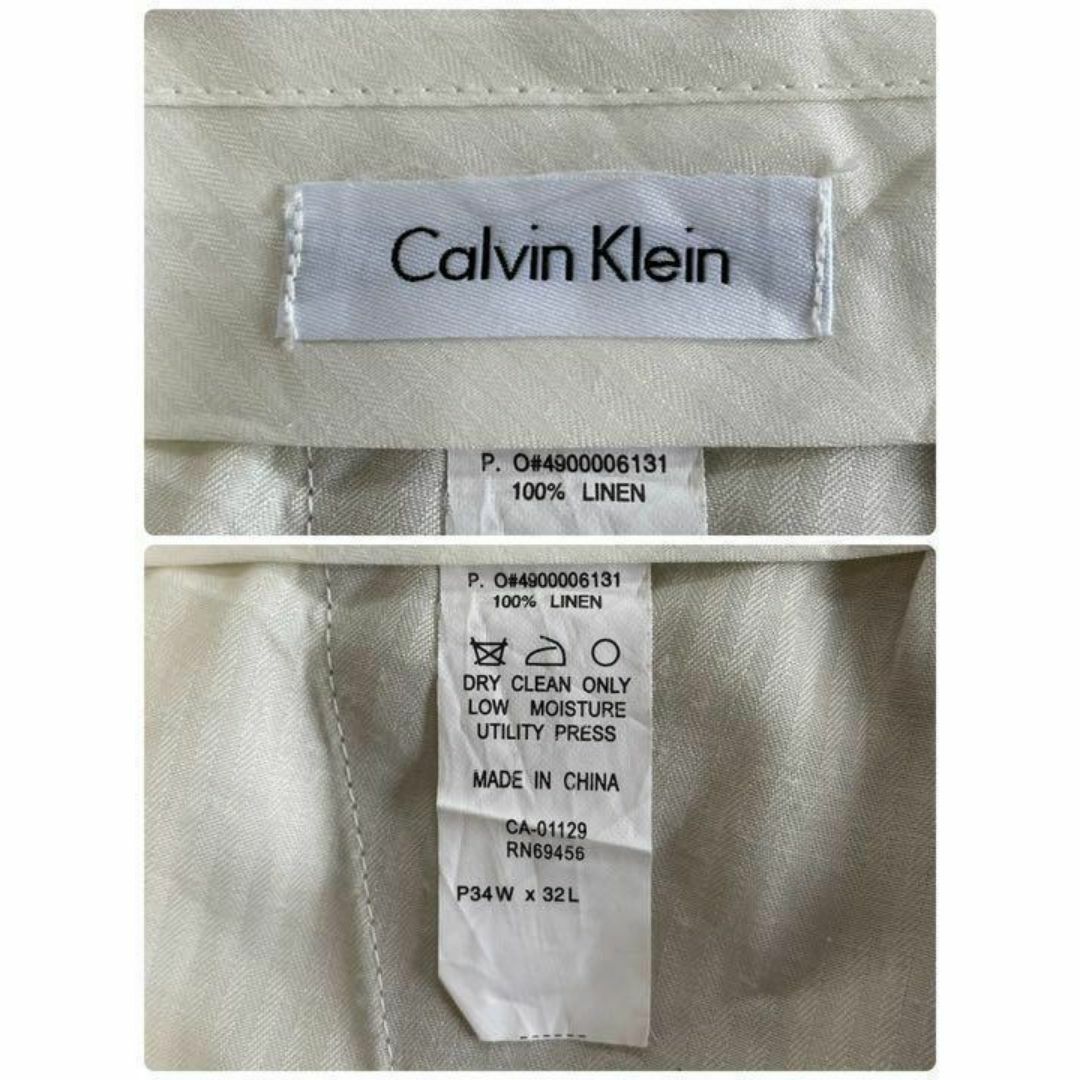 Calvin Klein
P. O#4900006131
100% LINEN
P. O#4900006131
100% LINEN
DRY CLEAN ONLY
LOW MOISTURE
UTILITY PRESS
MADE IN CHINA
CA-01129
RN69456
P34W x 32L